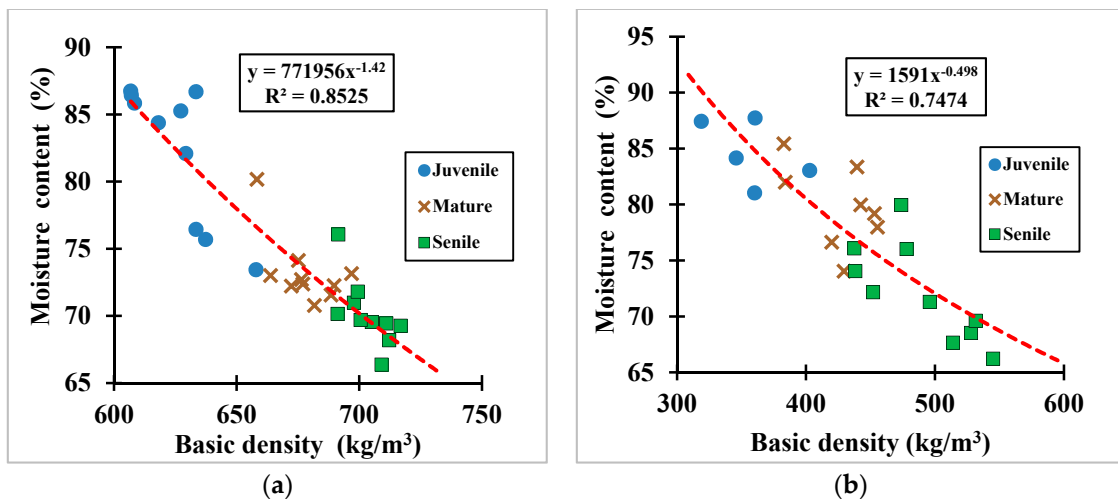 y = 771956x^-1.42
R² = 0.8525
Moisture content (%)
90
85
80
75
70
65
Juvenile
Mature
Senile
600
650
700
750
Basic density (kg/m³)
(a)
y = 1591x^-0.498
R² = 0.7474
Moisture content (%)
95
90
85
80
75
70
65
Juvenile
Mature
Senile
300
400
500
600
Basic density (kg/m³)
(b)